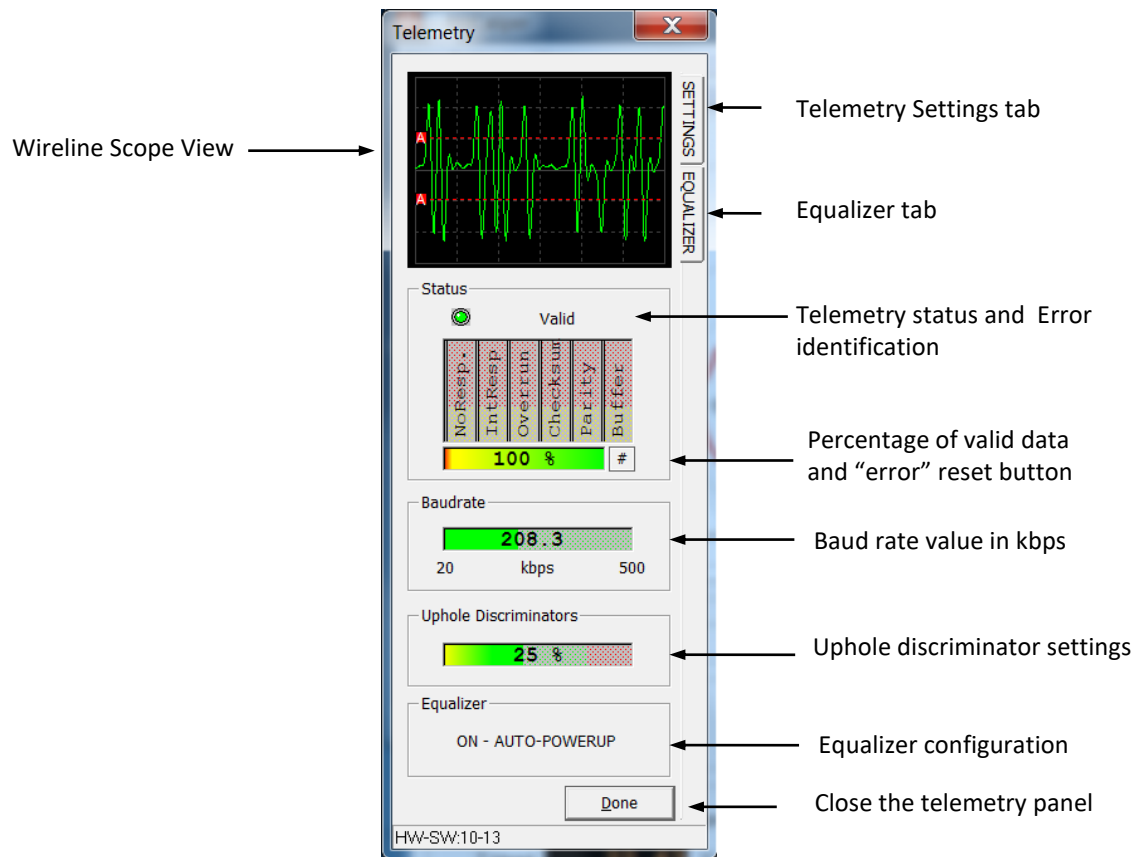 Telemetry
X
Wireline Scope View
A
A
SETTINGS
EQUALIZER
Telemetry Settings tab
Equalizer tab
Status
Valid
Telemetry status and Error
identification
NoResp.
IntResp
Overrun
Checksum
Parity
Buffer
100 %
#
Percentage of valid data
and “error” reset button
Baudrate
208.3
20 kbps 500
Baud rate value in kbps
Uphole Discriminators
25 %
Uphole discriminator settings
Equalizer
ON - AUTO-POWERUP
Equalizer configuration
Done
Close the telemetry panel
HW-SW:10-13